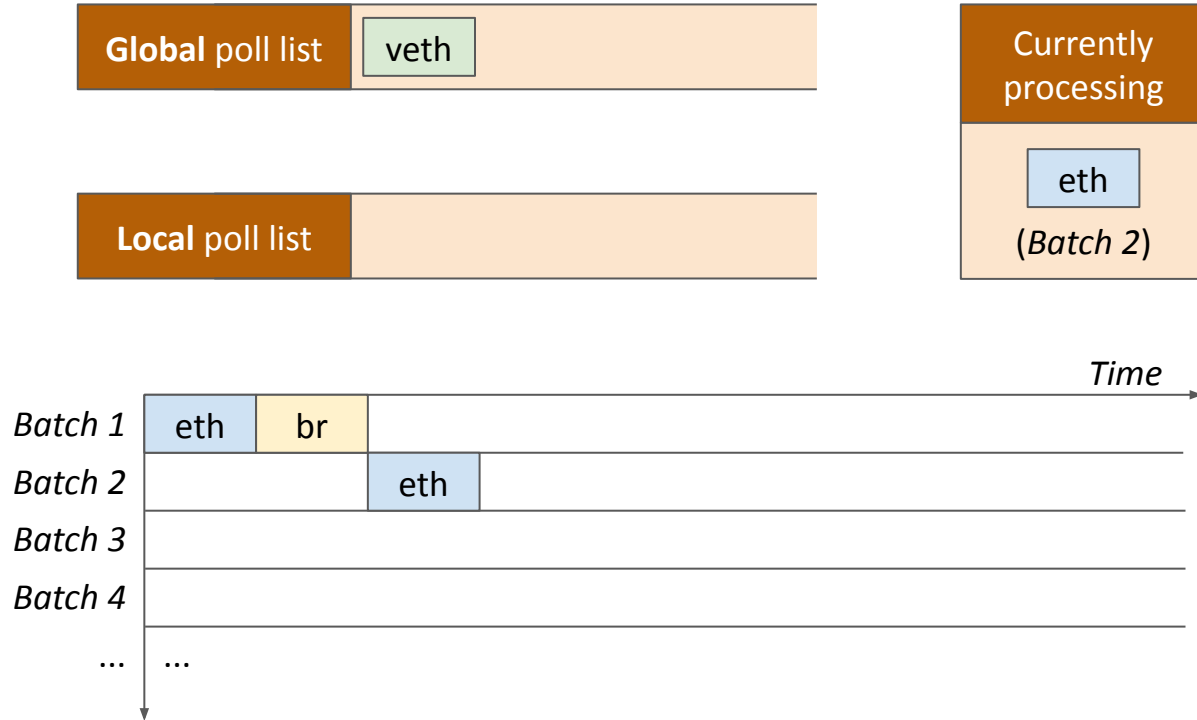 Global poll list
veth
Currently
processing
eth
(Batch 2)
Local poll list
Time
Batch 1
eth
br
Batch 2
eth
Batch 3
Batch 4
...
...